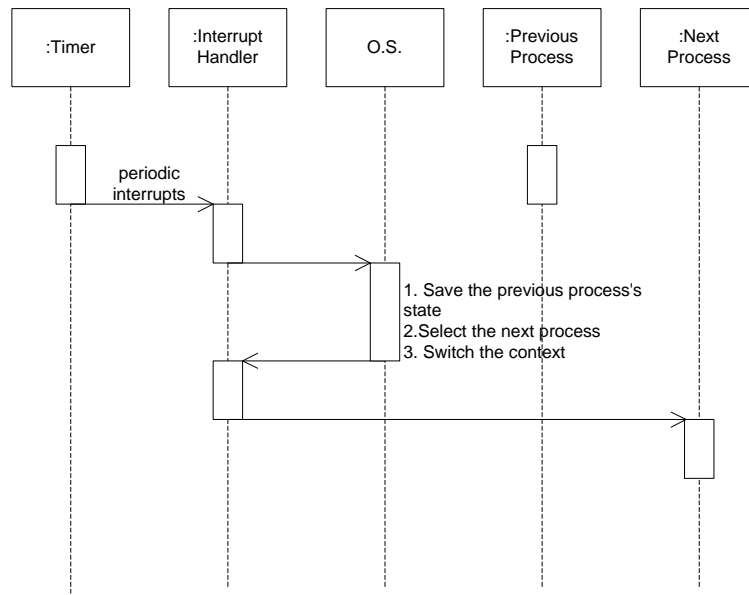 :Timer
:Interrupt
Handler
O.S.
:Previous
Process
:Next
Process
periodic
interrupts
1. Save the previous process's
state
2.Select the next process
3. Switch the context